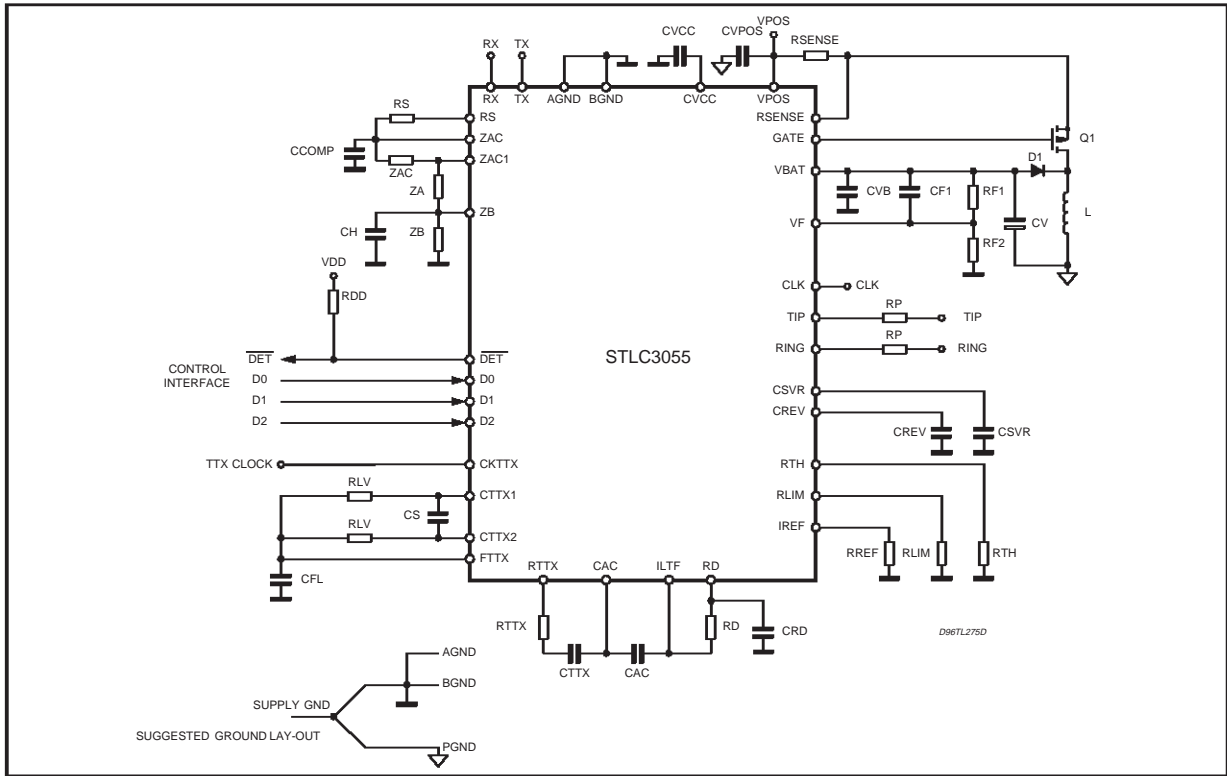 VPOS
RX TX CVCC CVPOS RSENSE
RX TX AGND BGND CVCC VPOS
RS RS RSENSE
ZAC GATE Q1
CCOMP
ZAC ZAC1 VBAT D1
ZA CVB CF1 RF1 L
ZB VF CV
CH ZB RF2
VDD
RDD CLK CLK
RP
TIP TIP
STLC3055
RP
RING RING
DET DET
CONTROL
INTERFACE
D0 D0
D1 D1
D2 D2
CSVR
CREV
CREV CSVR
TTX CLOCK CKTTX RTH
RLV CTTX1 RLIM
CS
RLV CTTX2 IREF
FTTX RREF RLIM RTH
CFL
RTTX CAC ILTF RD
RTTX RD CRD
D96TL275D
CTTX CAC
AGND
BGND
SUPPLY GND
SUGGESTED GROUND LAY-OUT
PGND